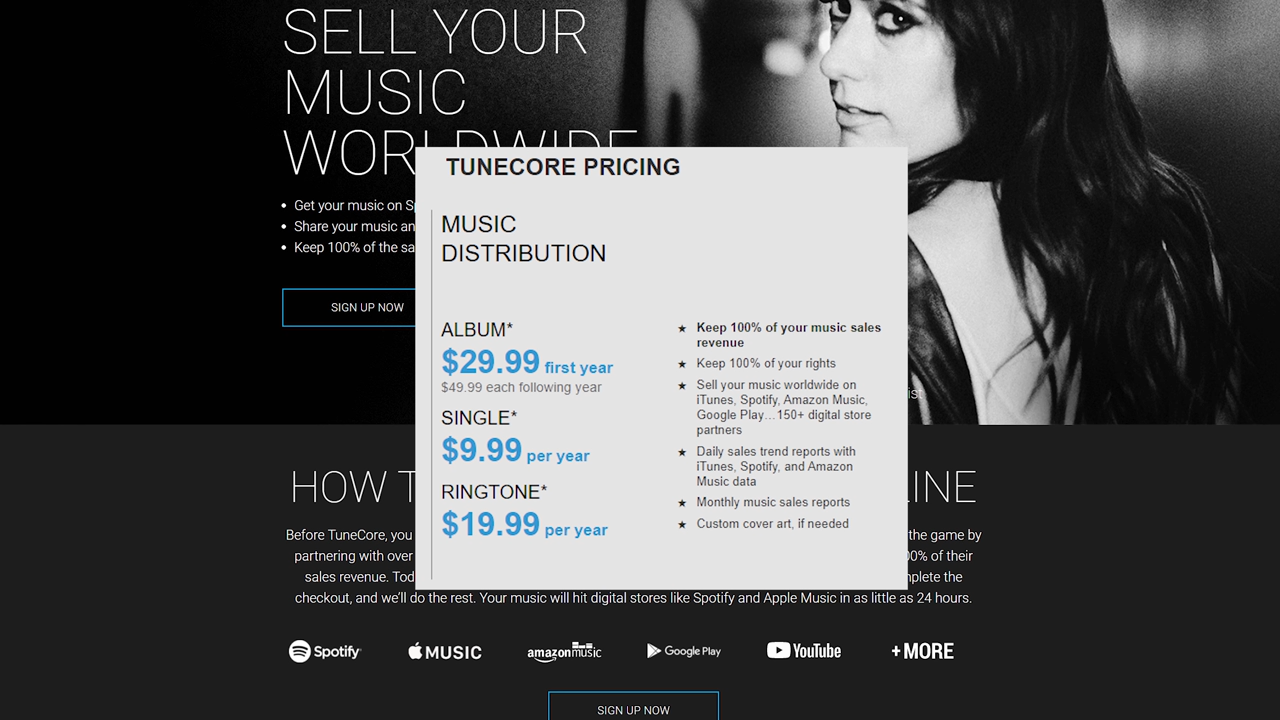 SELL YOUR
MUSIC
WORLDWIDE
Get your music on
Share your music
Keep 100% of the
SIGN UP NOW
TUNECORE PRICING
MUSIC
DISTRIBUTION
ALBUM*
$29.99 first year
$49.99 each following year
SINGLE*
$9.99 per year
RINGTONE*
$19.99 per year
★ Keep 100% of your music sales
revenue
★ Keep 100% of your rights
★ Sell your music worldwide on
iTunes, Spotify, Amazon Music,
Google Play…150+ digital store
partners
★ Daily sales trend reports with
iTunes, Spotify, and Amazon
Music data
★ Monthly music sales reports
★ Custom cover art, if needed
HOW
Before TuneCore, you the game by
partnering with over of their
sales revenue. the
checkout, and we'll do the rest. Your music will hit digital stores like Spotify and Apple Music in as little as 24 hours.
Spotify MUSIC amazon music Google Play YouTube +MORE
SIGN UP NOW